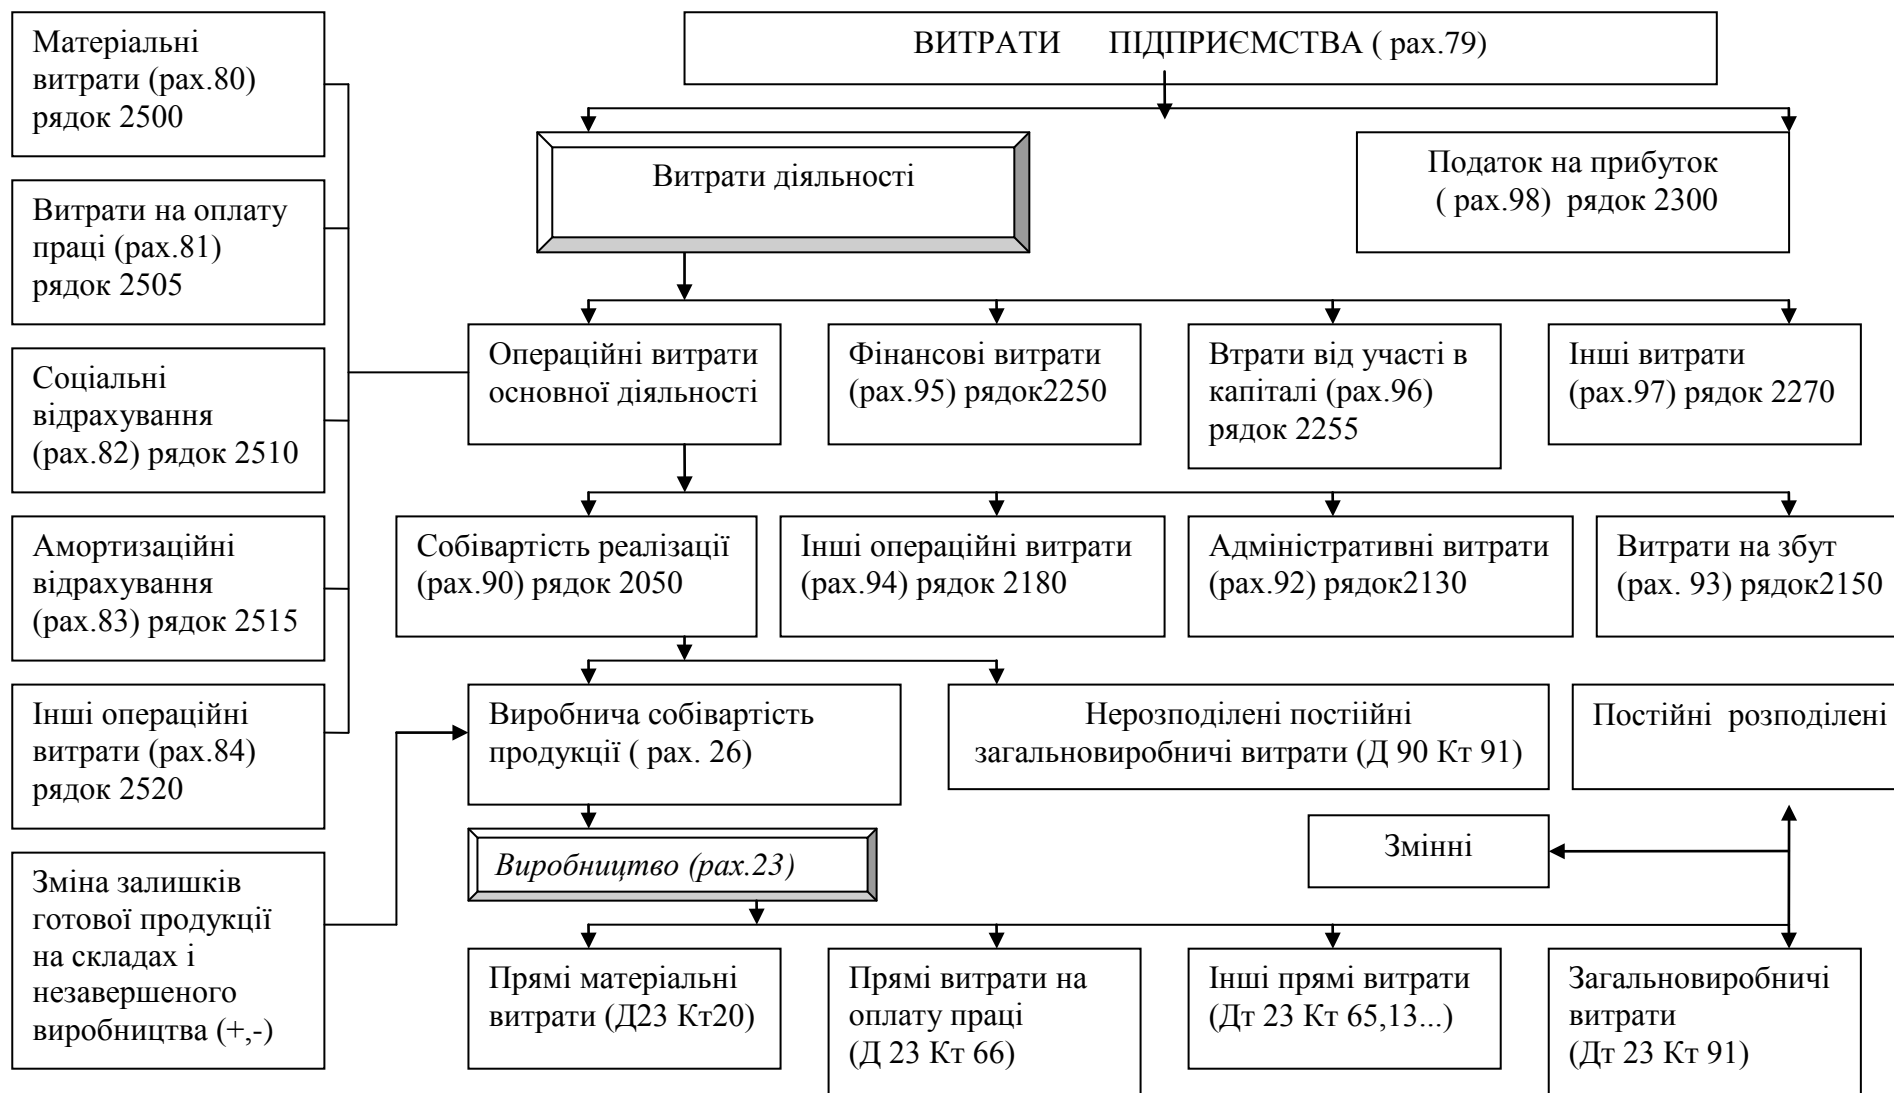 Матеріальні
витрати (рах.80)
рядок 2500
ВИТРАТИ ПІДПРИЄМСТВА ( рах.79)
Витрати діяльності
Податок на прибуток
( рах.98) рядок 2300
Витрати на оплату
праці (рах.81)
рядок 2505
Операційні витрати
основної діяльності
Фінансові витрати
(рах.95) рядок2250
Втрати від участі в
капіталі (рах.96)
рядок 2255
Інші витрати
(рах.97) рядок 2270
Соціальні
відрахування
(рах.82) рядок 2510
Собівартість реалізації
(рах.90) рядок 2050
Інші операційні витрати
(рах.94) рядок 2180
Адміністративні витрати
(рах.92) рядок2130
Витрати на збут
(рах. 93) рядок2150
Амортизаційні
відрахування
(рах.83) рядок 2515
Інші операційні
витрати (рах.84)
рядок 2520
Виробнича собівартість
продукції ( рах. 26)
Нерозподілені постіійні
загальновиробничі витрати (Д 90 Кт 91)
Постійні розподілені
Виробництво (рах.23)
Змінні
Зміна залишків
готової продукції
на складах і
незавершеного
виробництва (+,-)
Прямі матеріальні
витрати (Д23 Кт20)
Прямі витрати на
оплату праці
(Д 23 Кт 66)
Інші прямі витрати
(Дт 23 Кт 65,13...)
Загальновиробничі
витрати
(Дт 23 Кт 91)